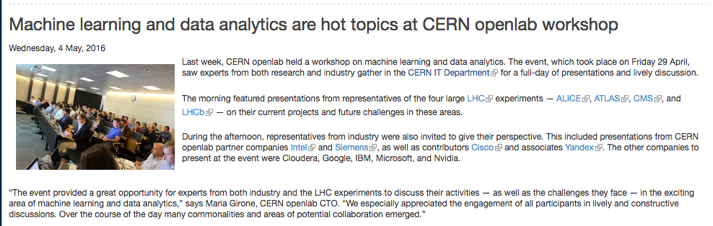 Machine learning and data analytics are hot topics at CERN openlab workshop
Wednesday, 4 May, 2016
Last week, CERN openlab held a workshop on machine learning and data analytics. The event, which took place on Friday 29 April,
saw experts from both research and industry gather in the CERN IT Department for a full-day of presentations and lively discussion.
The morning featured presentations from representatives of the four large LHC experiments — ALICE, ATLAS, CMS, and
LHCb — on their current projects and future challenges in these areas.
During the afternoon, representatives from industry were also invited to give their perspective. This included presentations from CERN
openlab partner companies Intel and Siemens, as well as contributors Cisco and associates Yandex. The other companies to
present at the event were Cloudera, Google, IBM, Microsoft, and Nvidia.
"The event provided a great opportunity for experts from both industry and the LHC experiments to discuss their activities — as well as the challenges they face — in the exciting
area of machine learning and data analytics," says Maria Girone, CERN openlab CTO. "We especially appreciated the engagement of all participants in lively and constructive
discussions. Over the course of the day many commonalities and areas of potential collaboration emerged."